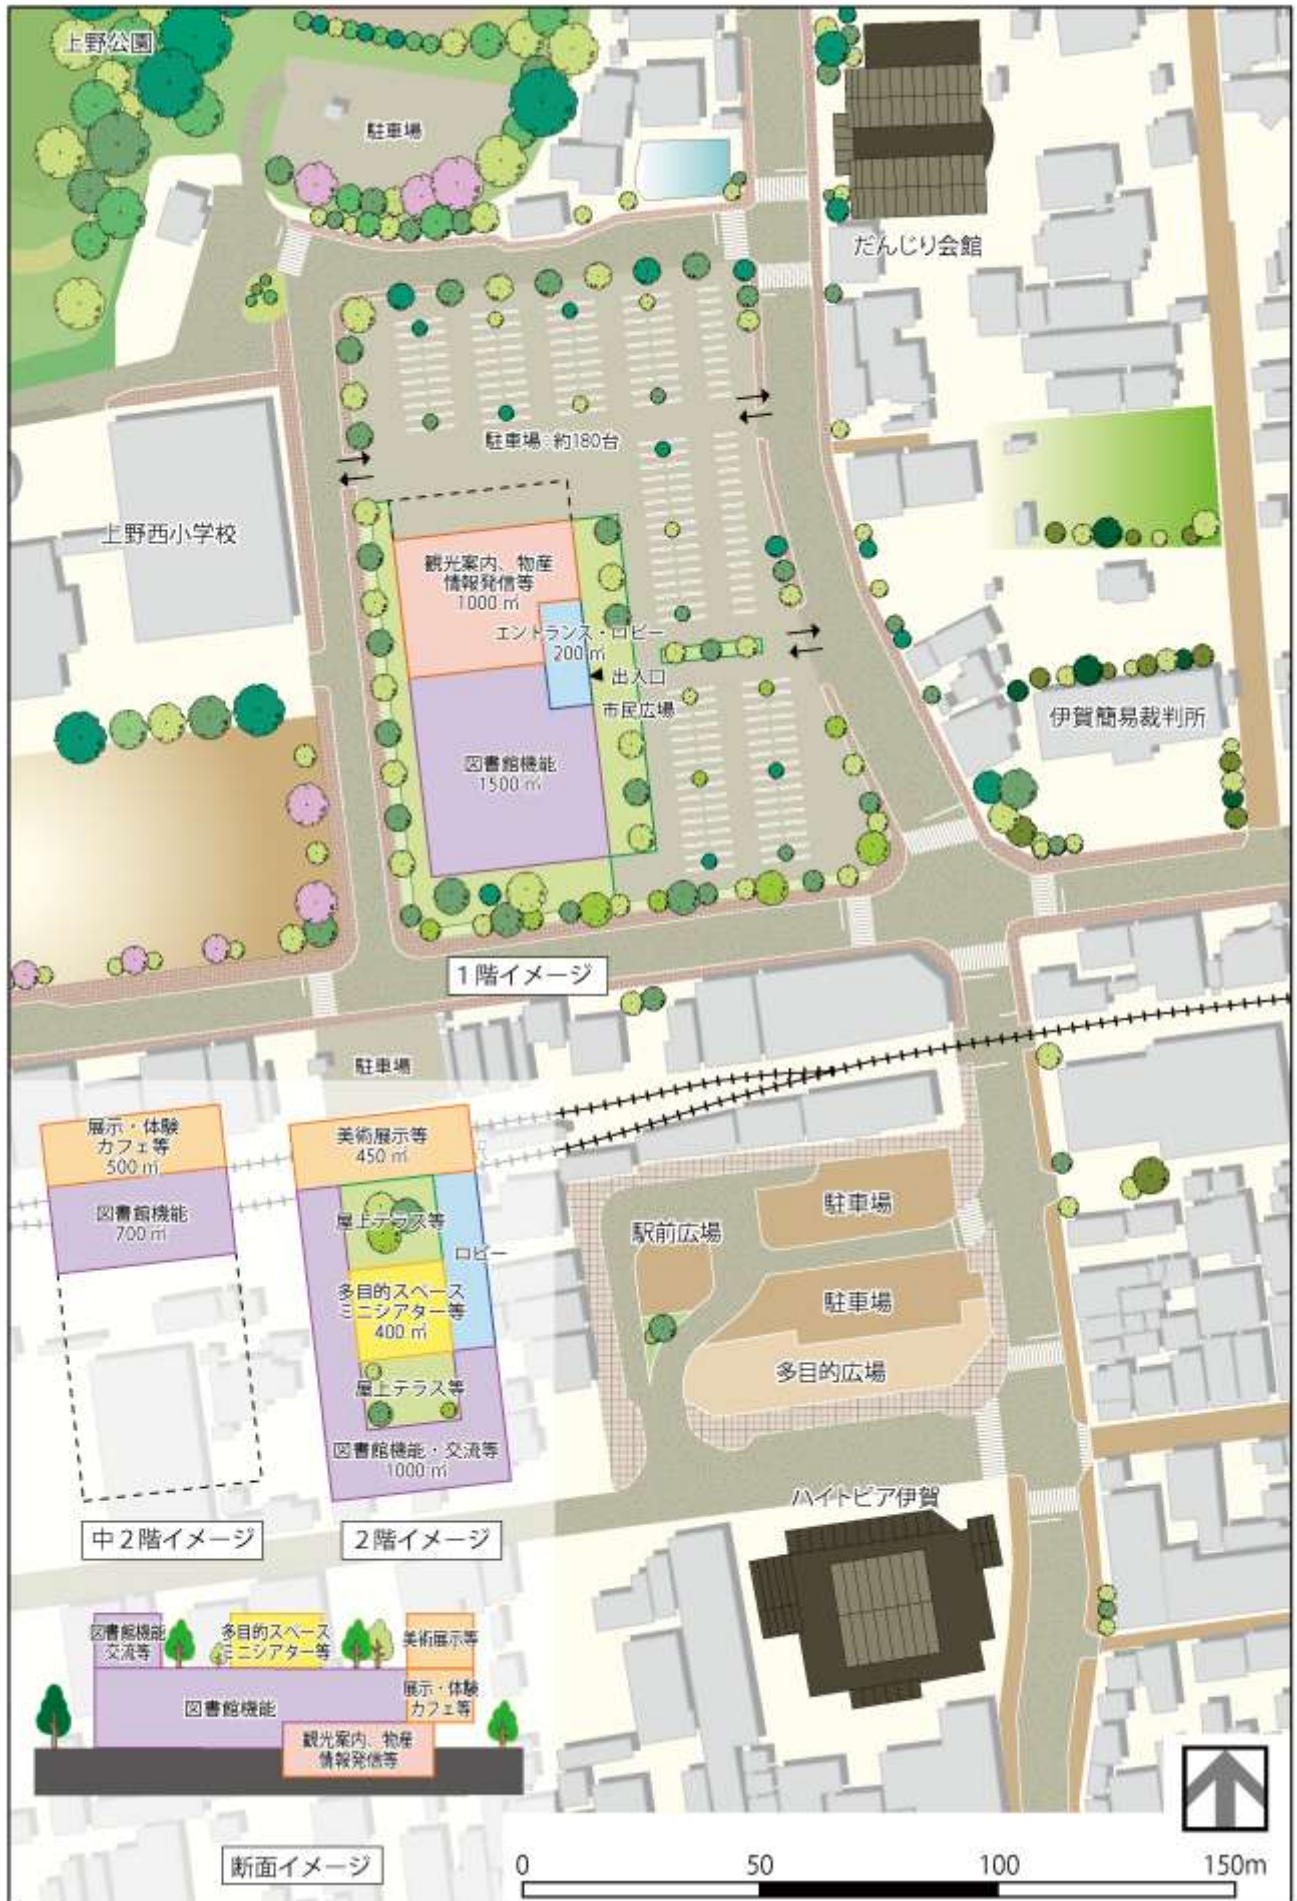 上野公園
駐車場
だんじり会館
駐車場:約180台
上野西小学校
観光案内、物産
情報発信等
1000㎡
エントランス・ロビー
200㎡
出入口
市民広場
図書館機能
1500㎡
伊賀簡易裁判所
1階イメージ
駐車場
展示・体験
カフェ等
500㎡
図書館機能
700㎡
美術展示等
450㎡
屋上テラス等
ロビー
多目的スペース
ミニシアター等
400㎡
屋上テラス等
図書館機能・交流等
1000㎡
駅前広場
駐車場
駐車場
多目的広場
ハイトピア伊賀
中2階イメージ
2階イメージ
図書館機能
交流等
多目的スペース
ミニシアター等
美術展示等
図書館機能
展示・体験
カフェ等
観光案内、物産
情報発信等
断面イメージ
0 50 100 150m